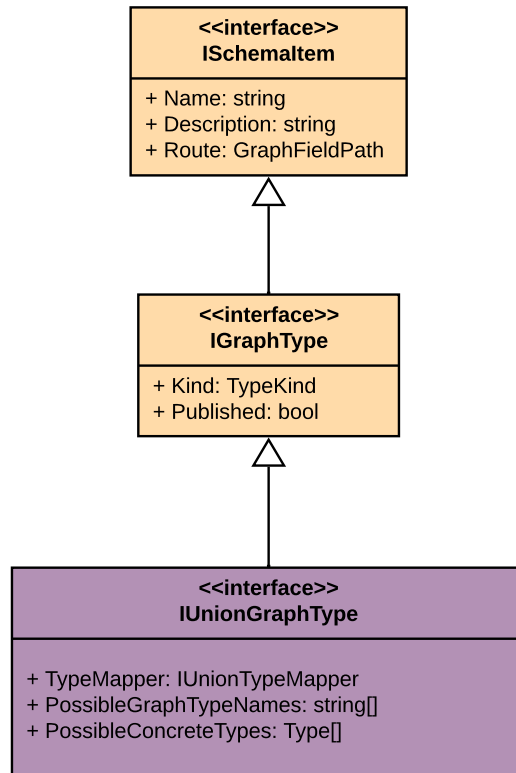 <<interface>>
ISchemaItem
+ Name: string
+ Description: string
+ Route: GraphFieldPath
<<interface>>
IGraphType
+ Kind: TypeKind
+ Published: bool
<<interface>>
IUnionGraphType
+ TypeMapper: IUnionTypeMapper
+ PossibleGraphTypeNames: string[]
+ PossibleConcreteTypes: Type[]